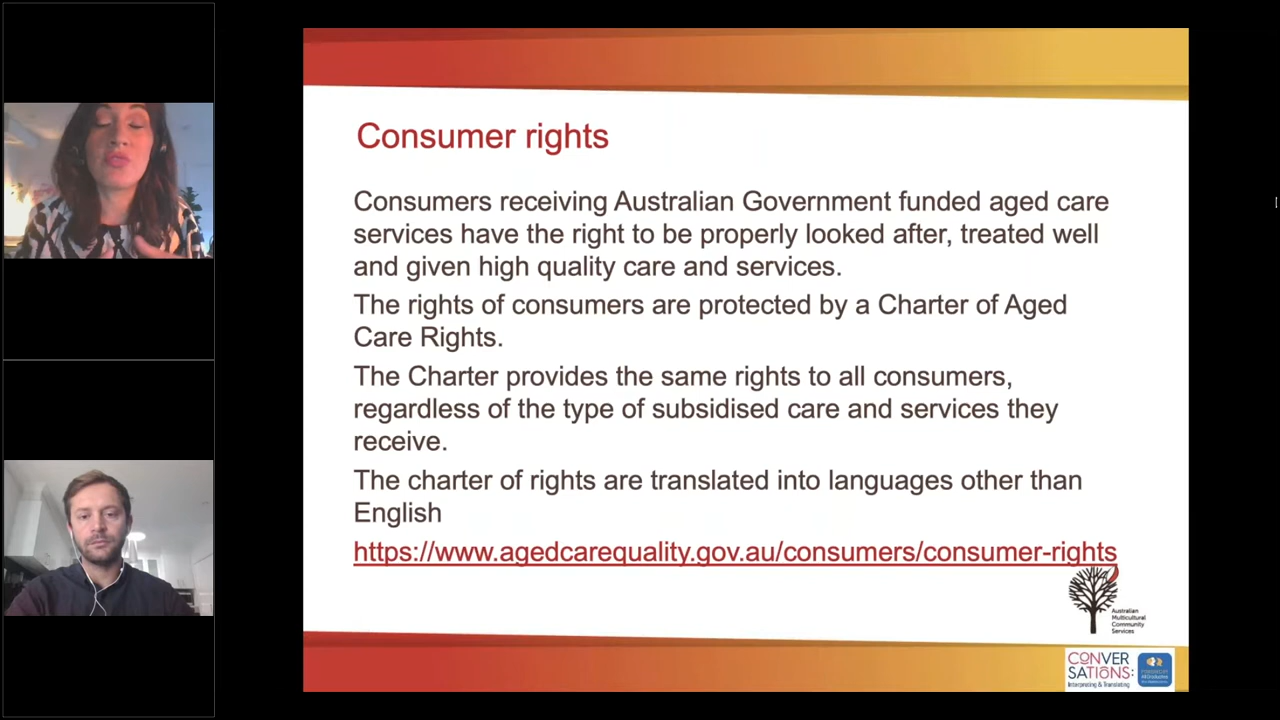 Consumer rights
Consumers receiving Australian Government funded aged care
services have the right to be properly looked after, treated well
and given high quality care and services.
The rights of consumers are protected by a Charter of Aged
Care Rights.
The Charter provides the same rights to all consumers,
regardless of the type of subsidised care and services they
receive.
The charter of rights are translated into languages other than
English
https://www.agedcarequality.gov.au/consumers/consumer-rights
Australian
Multicultural
Community
Services
CONVER
SATIONS:
Interpreting & Translating